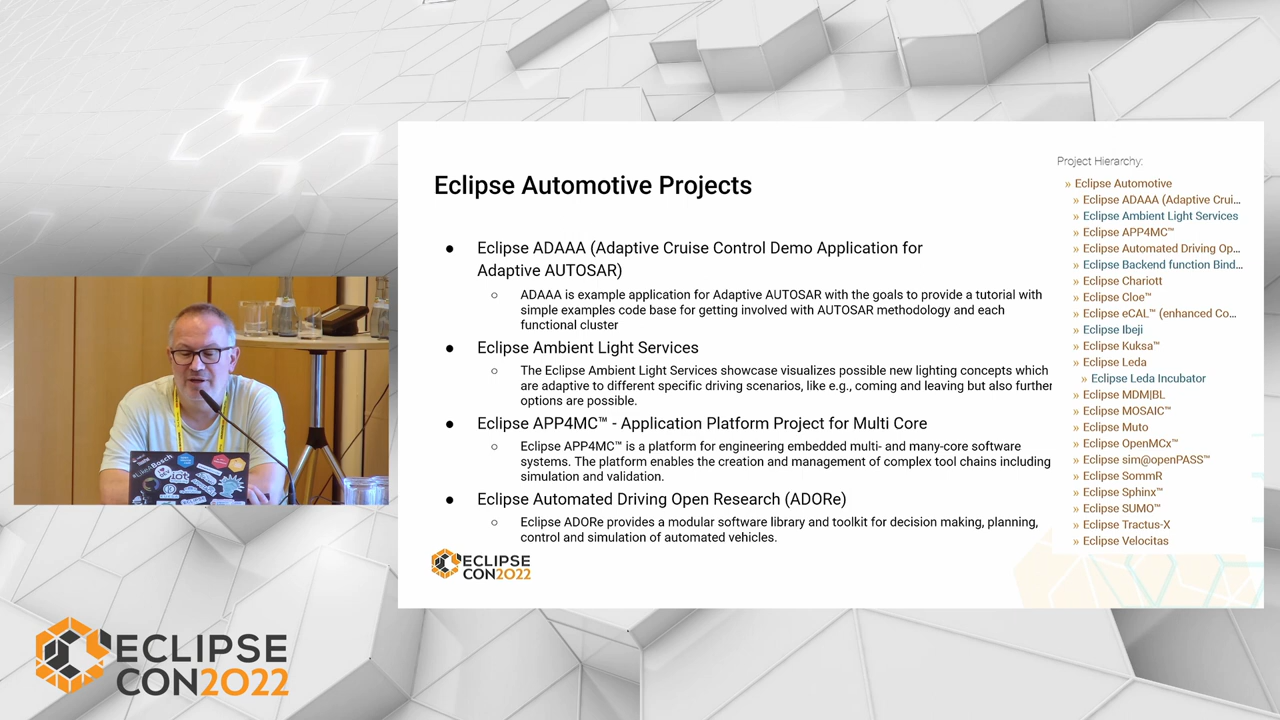 Eclipse Automotive Projects
● Eclipse ADAAA (Adaptive Cruise Control Demo Application for
Adaptive AUTOSAR)
○ ADAAA is example application for Adaptive AUTOSAR with the goals to provide a tutorial with
simple examples code base for getting involved with AUTOSAR methodology and each
functional cluster
● Eclipse Ambient Light Services
○ The Eclipse Ambient Light Services showcase visualizes possible new lighting concepts which
are adaptive to different specific driving scenarios, like e.g., coming and leaving but also further
options are possible.
● Eclipse APP4MC™ - Application Platform Project for Multi Core
○ Eclipse APP4MC™ is a platform for engineering embedded multi- and many-core software
systems. The platform enables the creation and management of complex tool chains including
simulation and validation.
● Eclipse Automated Driving Open Research (ADORe)
○ Eclipse ADORe provides a modular software library and toolkit for decision making, planning,
control and simulation of automated vehicles.
ECLIPSE
CON2022
Project Hierarchy:
» Eclipse Automotive
» Eclipse ADAAA (Adaptive Crui...
» Eclipse Ambient Light Services
» Eclipse APP4MC™
» Eclipse Automated Driving Op...
» Eclipse Backend function Bind...
» Eclipse Chariott
» Eclipse Cloe™
» Eclipse eCAL™ (enhanced Co...
» Eclipse Ibeji
» Eclipse Kuksa™
» Eclipse Leda
» Eclipse Leda Incubator
» Eclipse MDM|BL
» Eclipse MOSAIC™
» Eclipse Muto
» Eclipse OpenMCx™
» Eclipse sim@openPASS™
» Eclipse SommR
» Eclipse Sphinx™
» Eclipse SUMO™
» Eclipse Tractus-X
» Eclipse Velocitas
#LikeABosch
ECLIPSE
CON2022